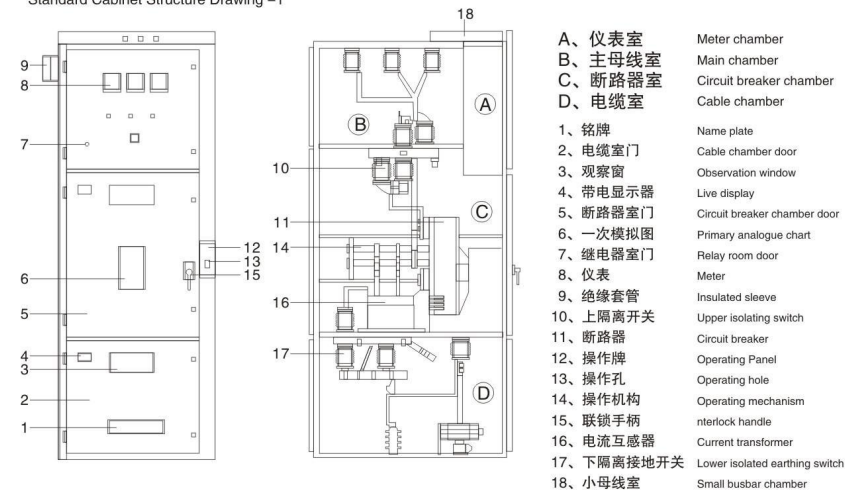 Standard Cabinet Structure Drawing –1
18
9
8
7
6
5
4
3
2
1
12
13
15
10
11
14
16
17
A
B
C
D
A、仪表室 Meter chamber
B、主母线室 Main chamber
C、断路器室 Circuit breaker chamber
D、电缆室 Cable chamber
1、铭牌 Name plate
2、电缆室门 Cable chamber door
3、观察窗 Observation window
4、带电显示器 Live display
5、断路器室门 Circuit breaker chamber door
6、一次模拟图 Primary analogue chart
7、继电器室门 Relay room door
8、仪表 Meter
9、绝缘套管 Insulated sleeve
10、上隔离开关 Upper isolating switch
11、断路器 Circuit breaker
12、操作牌 Operating Panel
13、操作孔 Operating hole
14、操作机构 Operating mechanism
15、联锁手柄 nterlock handle
16、电流互感器 Current transformer
17、下隔离接地开关 Lower isolated earthing switch
18、小母线室 Small busbar chamber